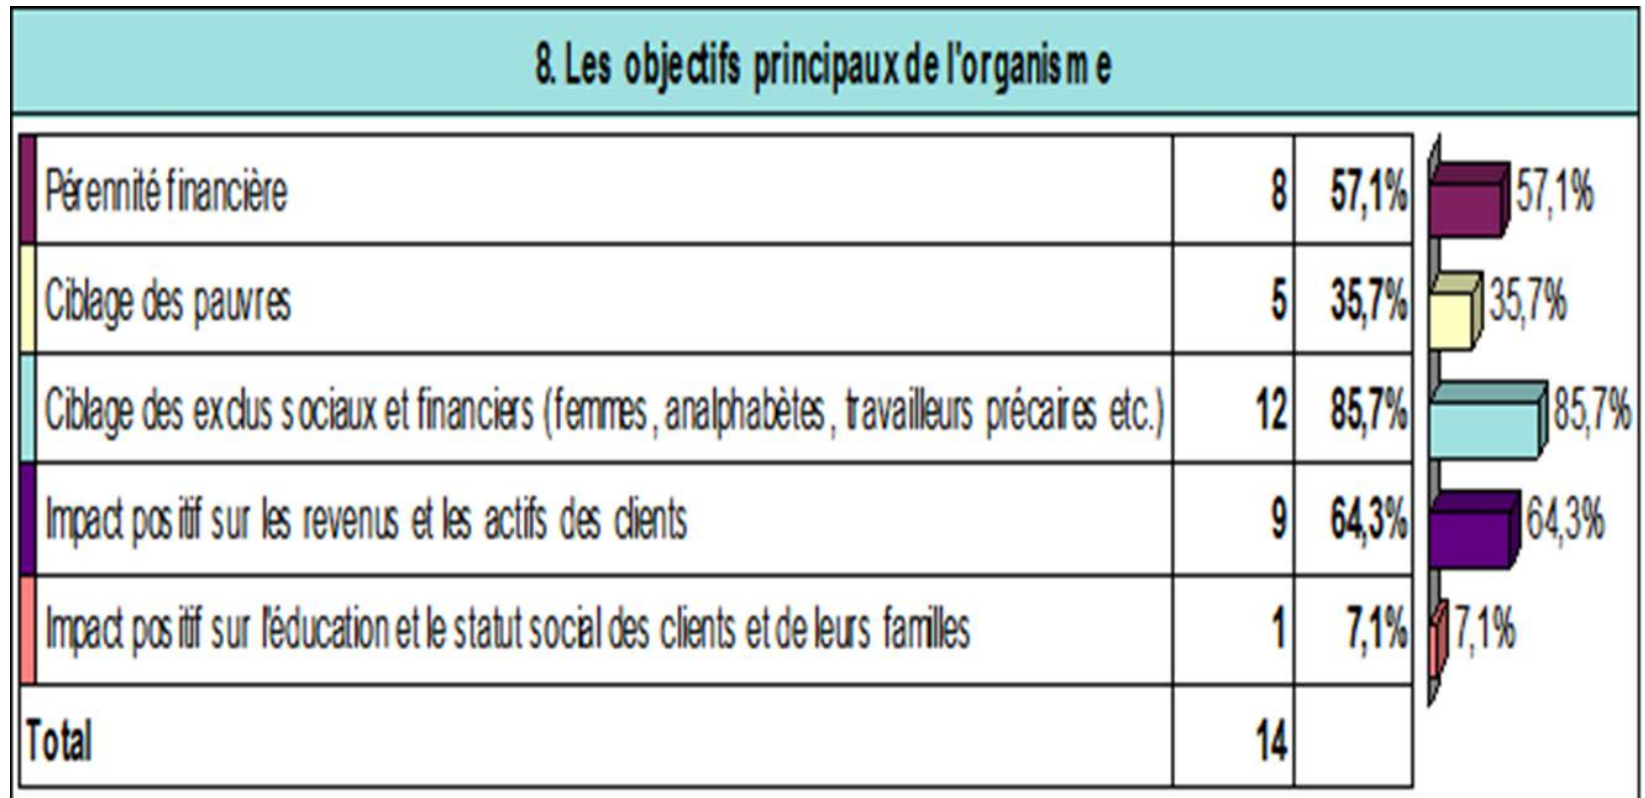 8. Les objectifs principaux de l'organisme
Pérennité financière 8 57,1% 57,1%
Ciblage des pauvres 5 35,7% 35,7%
Ciblage des exclus sociaux et financiers (femmes, analphabètes, travailleurs précaires etc.) 12 85,7% 85,7%
Impact positif sur les revenus et les actifs des clients 9 64,3% 64,3%
Impact positif sur l'éducation et le statut social des clients et de leurs familles 1 7,1% 7,1%
Total 14